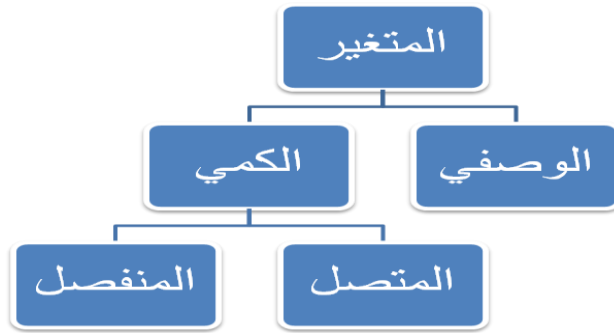 المتغير
الوصفي
الكمي
المتصل
المنفصل